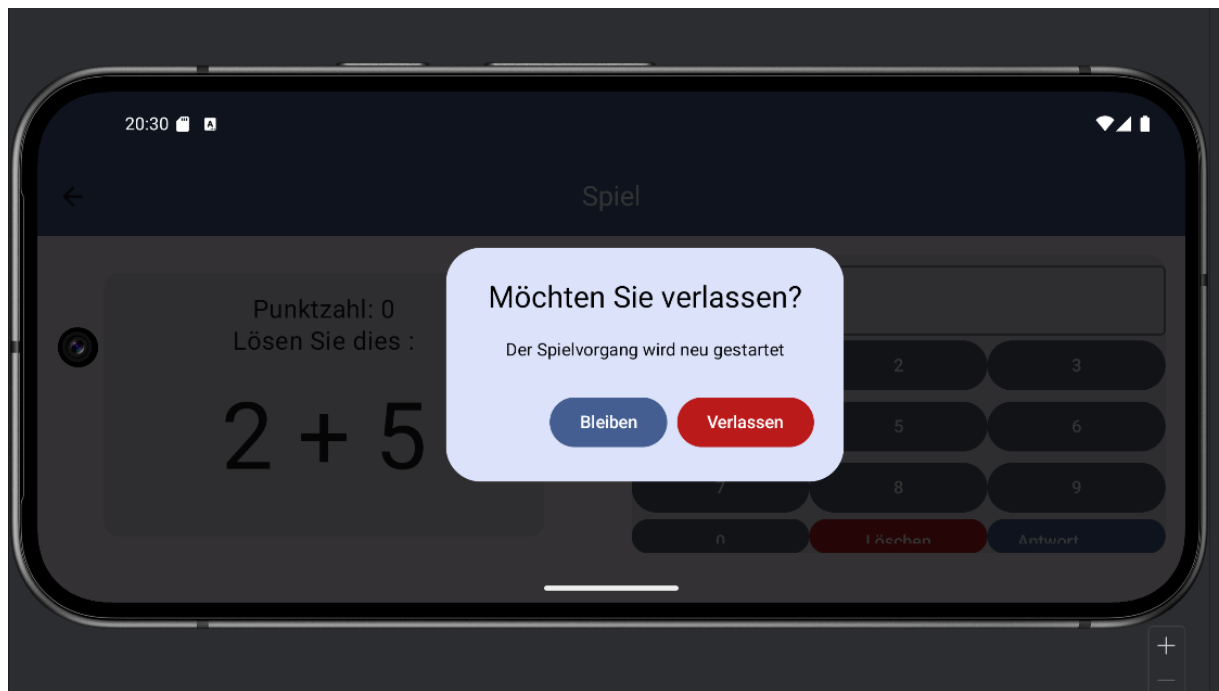 20:30
Spiel
Punktzahl: 0
Lösen Sie dies :
2 + 5
Möchten Sie verlassen?
Der Spielvorgang wird neu gestartet
Bleiben Verlassen
2 3
5 6
7 8 9
0 Löschen Antwort
+